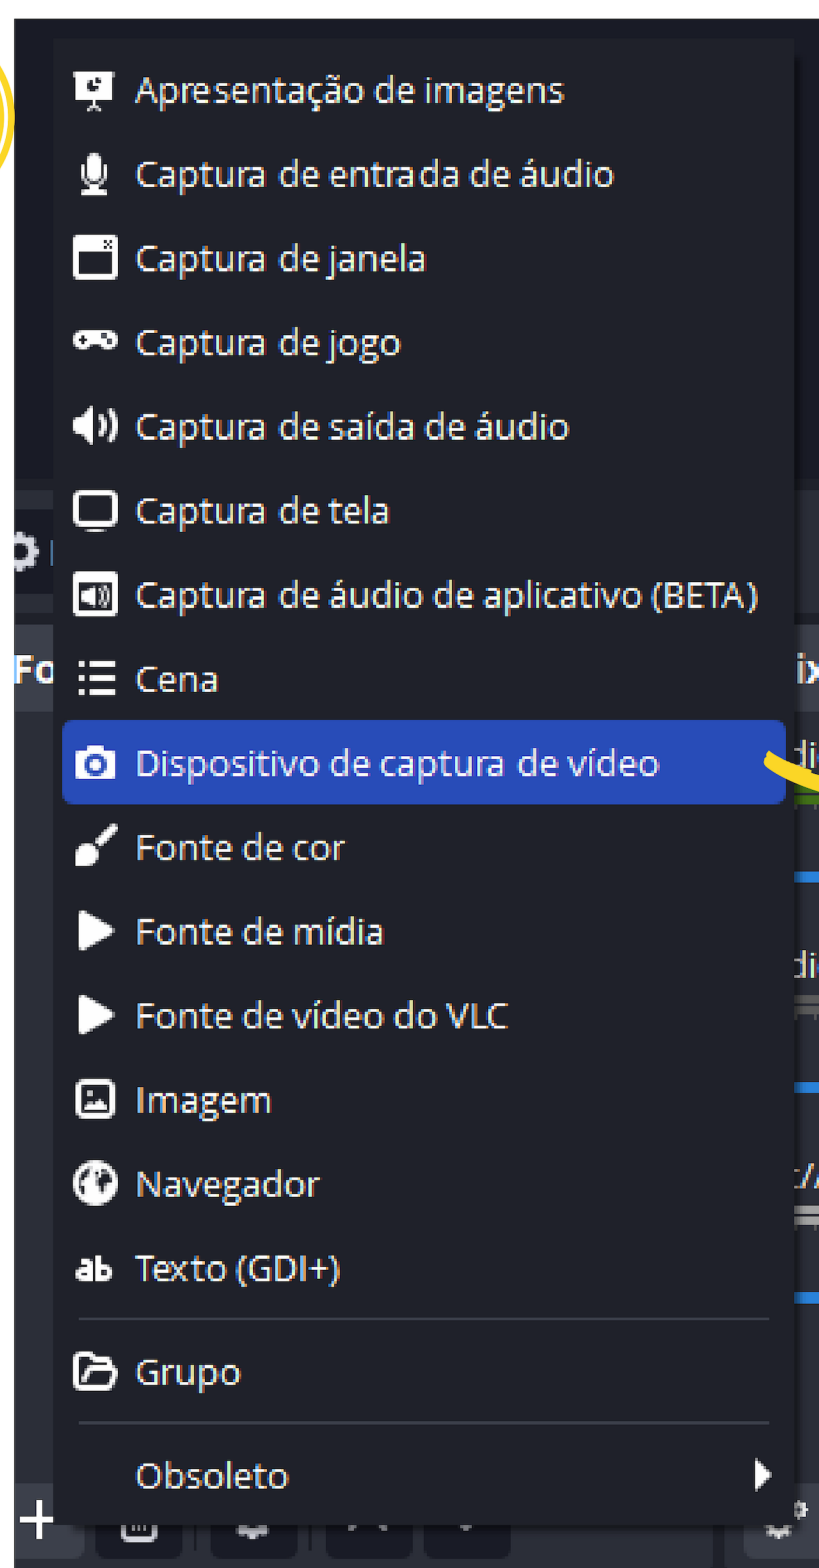 Apresentação de imagens
Captura de entrada de áudio
Captura de janela
Captura de jogo
Captura de saída de áudio
Captura de tela
Captura de áudio de aplicativo (BETA)
Fo
Cena
Dispositivo de captura de vídeo
Fonte de cor
Fonte de mídia
Fonte de vídeo do VLC
Imagem
Navegador
ab Texto (GDI+)
Grupo
Obsoleto